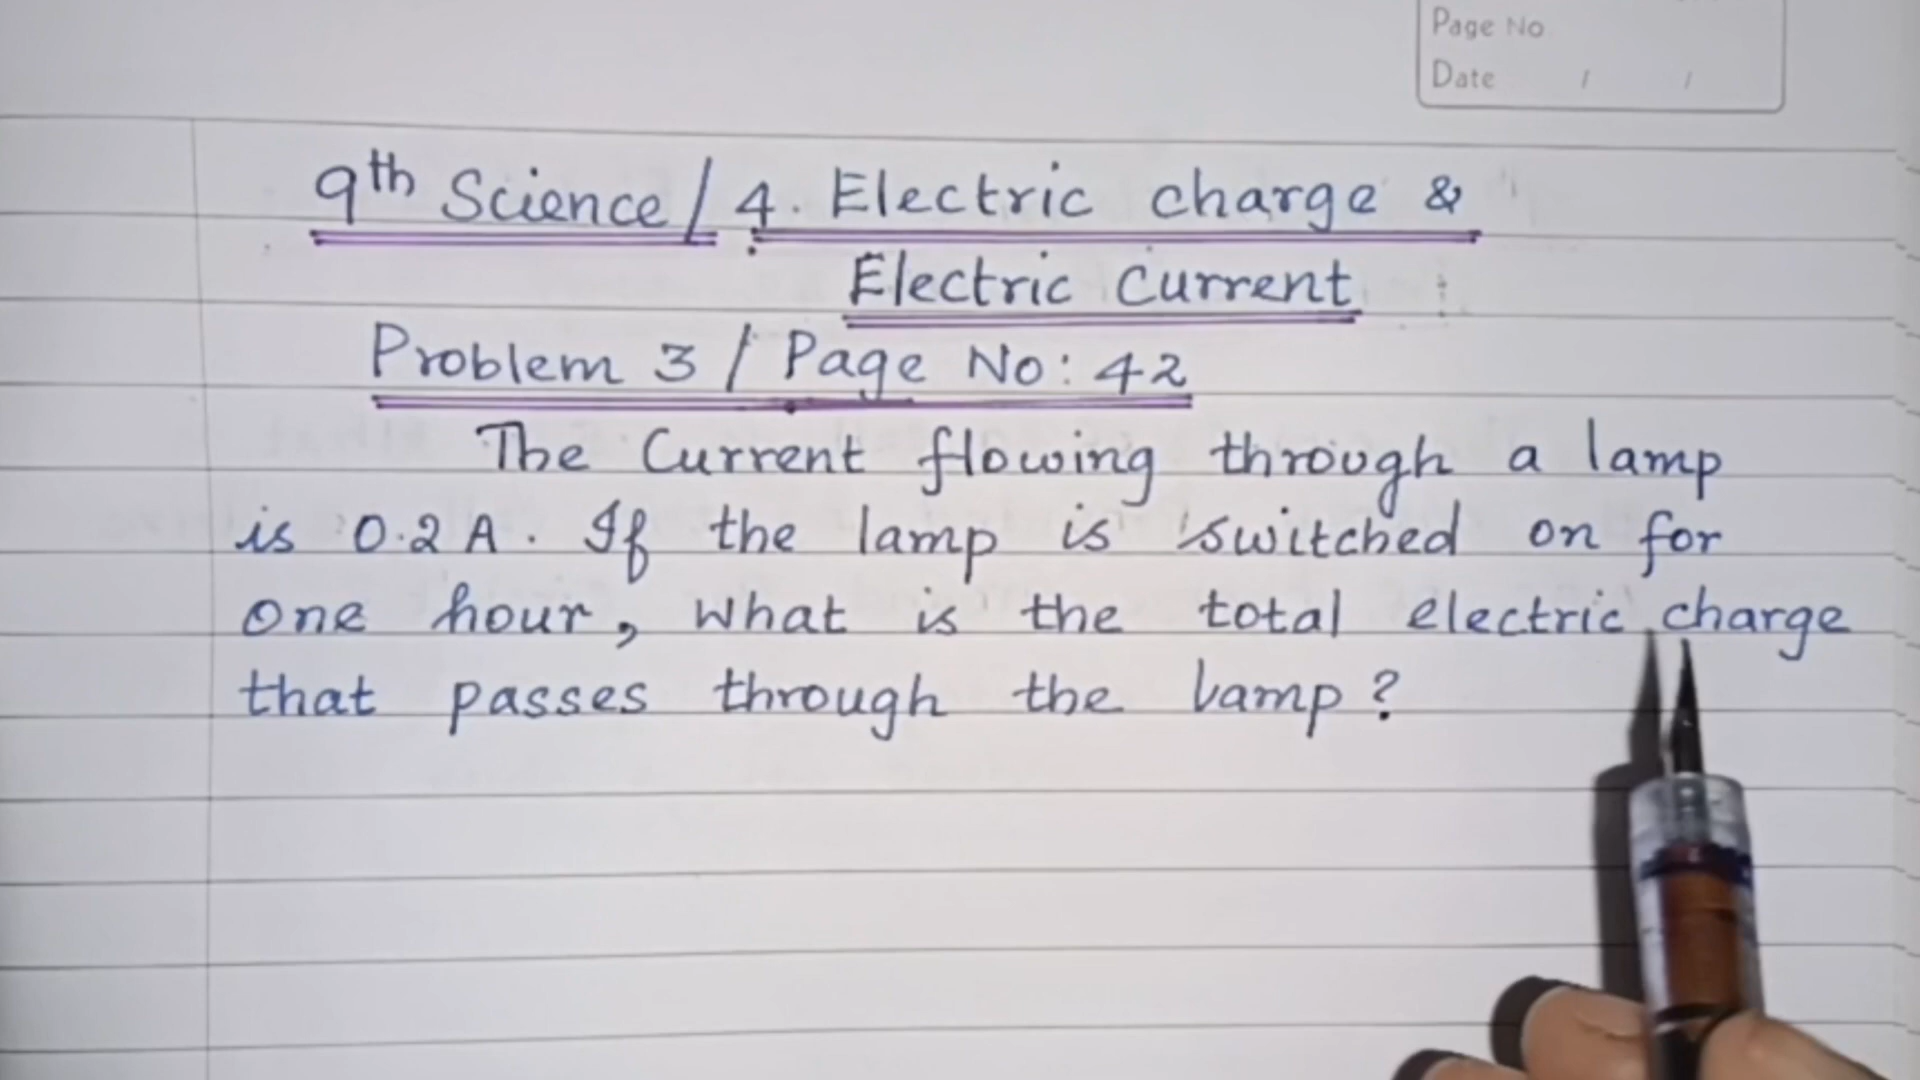 Page No
Date / /
9th Science / 4. Electric charge &
Electric Current
Problem 3 / Page No: 42
The Current flowing through a lamp
is 0.2 A. If the lamp is switched on for
one hour, What is the total electric charge
that passes through the lamp?